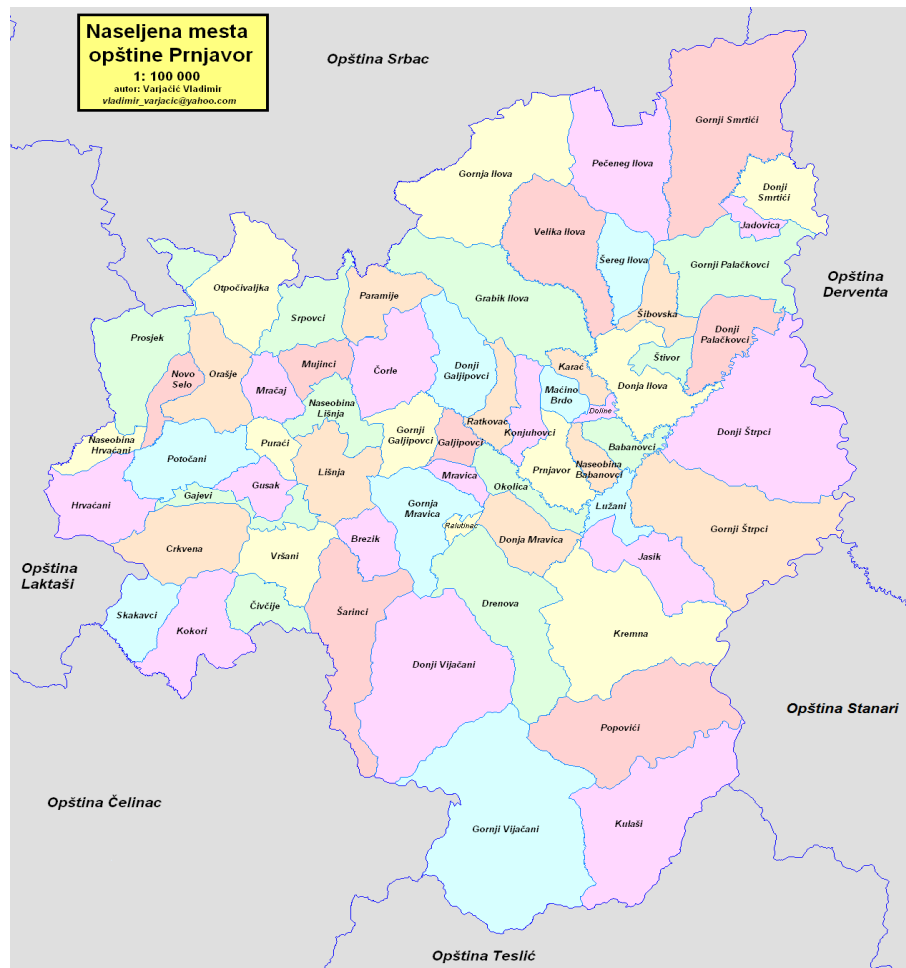 Naseljena mesta
opštine Prnjavor
1: 100 000
autor: Varjačić Vladimir
vladimir_varjacic@yahoo.com
Opština Srbac
Gornji Smrtići
Pečeneg Ilova
Gornja Ilova
Donji
Smrtići
Jadovica
Velika Ilova
Šereg Ilova
Gornji Palačkovci
Opština
Derventa
Otpočivaljka
Paramije
Grabik Ilova
Srpovci
Šibovska
Prosjek
Donji
Palačkovci
Štivor
Mujinci
Novo
Selo
Orašje
Čorle
Donji
Galjipovci
Karać
Donja Ilova
Mračaj
Maćino
Brdo
Naseobina
Lišnja
Doline
Ratkovac
Konjuhovci
Donji Štrpci
Naseobina
Hrvaćani
Puraći
Gornji
Galjipovci
Galjipovci
Babanovci
Potočani
Lišnja
Prnjavor
Naseobina
Babanovci
Mravica
Gusak
Okolica
Gajevi
Hrvaćani
Gornja
Mravica
Lužani
Ralutinac
Gornji Štrpci
Brezik
Donja Mravica
Crkvena
Vršani
Jasik
Opština
Laktaši
Skakavci
Čivčije
Šarinci
Drenova
Kokori
Kremna
Donji Vijačani
Opština Stanari
Popovići
Opština Čelinac
Gornji Vijačani
Kulaši
Opština Teslić